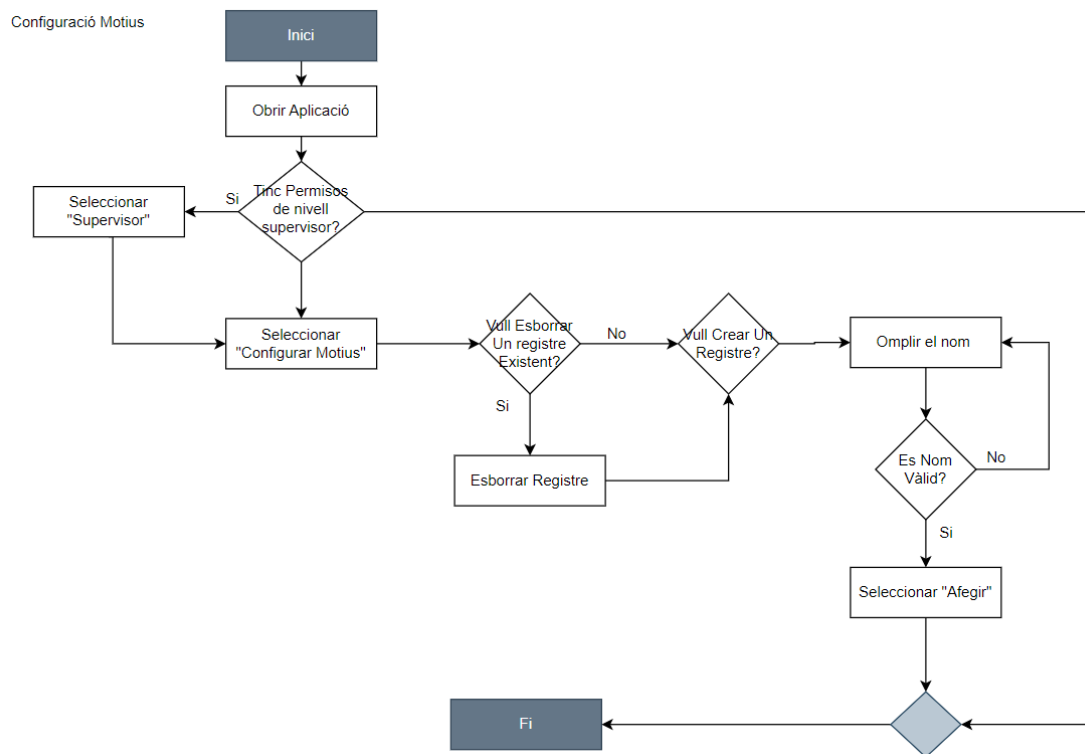 Configuració Motius
Inici
Obrir Aplicació
Tinc Permisos
de nivell
supervisor?
Si
Seleccionar
"Supervisor"
Seleccionar
"Configurar Motius"
Vull Esborrar
Un registre
Existent?
No
Vull Crear Un
Registre?
Omplir el nom
Si
Esborrar Registre
Es Nom
Vàlid?
No
Si
Seleccionar "Afegir"
Fi